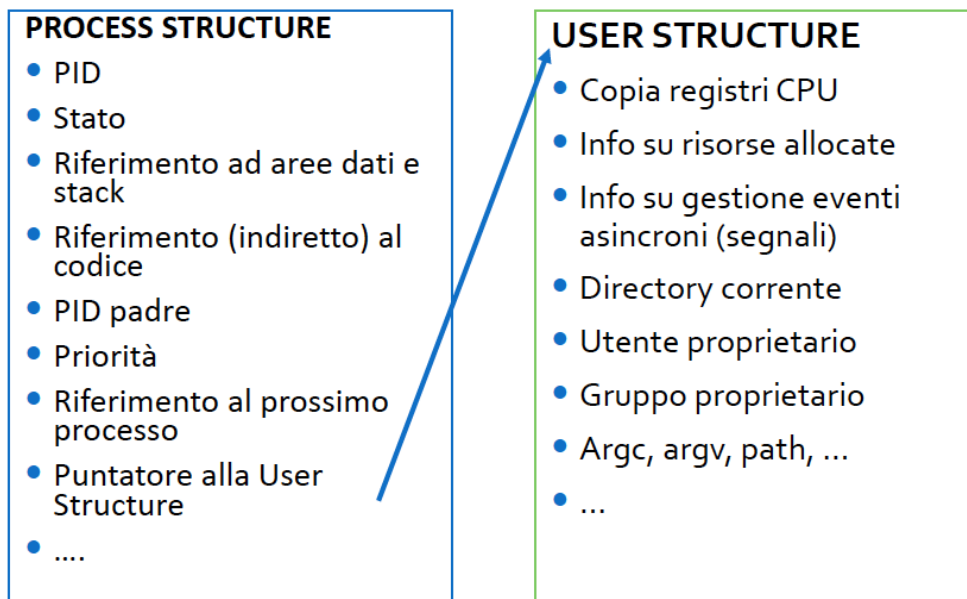 PROCESS STRUCTURE
• PID
• Stato
• Riferimento ad aree dati e
stack
• Riferimento (indiretto) al
codice
• PID padre
• Priorità
• Riferimento al prossimo
processo
• Puntatore alla User
Structure
• ....
USER STRUCTURE
• Copia registri CPU
• Info su risorse allocate
• Info su gestione eventi
asincroni (segnali)
• Directory corrente
• Utente proprietario
• Gruppo proprietario
• Argc, argv, path, ...
• ...